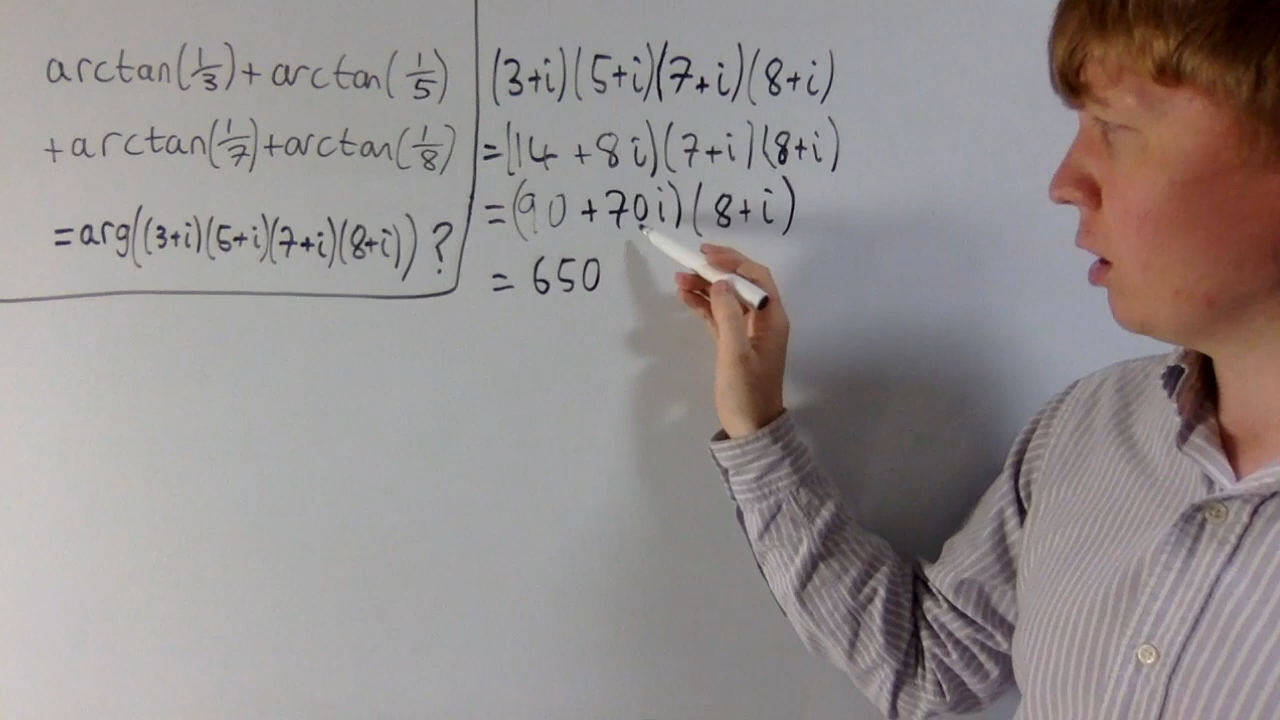 arctan(1/3)+arctan(1/5)
+arctan(1/7)+arctan(1/8)
=arg((3+i)(5+i)(7+i)(8+i))?
(3+i)(5+i)(7+i)(8+i)
=(14+8i)(7+i)(8+i)
=(90+70i)(8+i)
=650